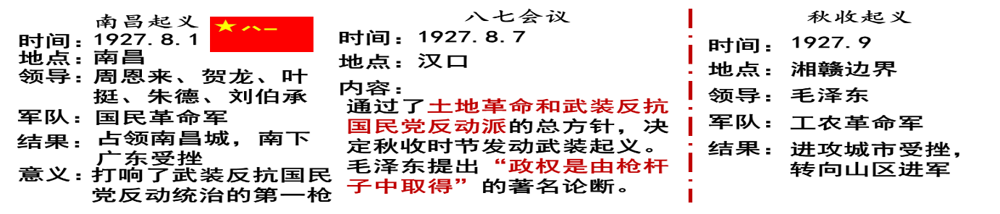 南昌起义
八一
时间：1927.8.1
地点：南昌
领导：周恩来、贺龙、叶
挺、朱德、刘伯承
军队：国民革命军
结果：占领南昌城，南下
广东受挫
意义：打响了武装反抗国民
党反动统治的第一枪
八七会议
时间：1927.8.7
地点：汉口
内容：
通过了土地革命和武装反抗
国民党反动派的总方针，决
定秋收时节发动武装起义。
毛泽东提出“政权是由枪杆
子中取得”的著名论断。
秋收起义
时间：1927.9
地点：湘赣边界
领导：毛泽东
军队：工农革命军
结果：进攻城市受挫，
转向山区进军